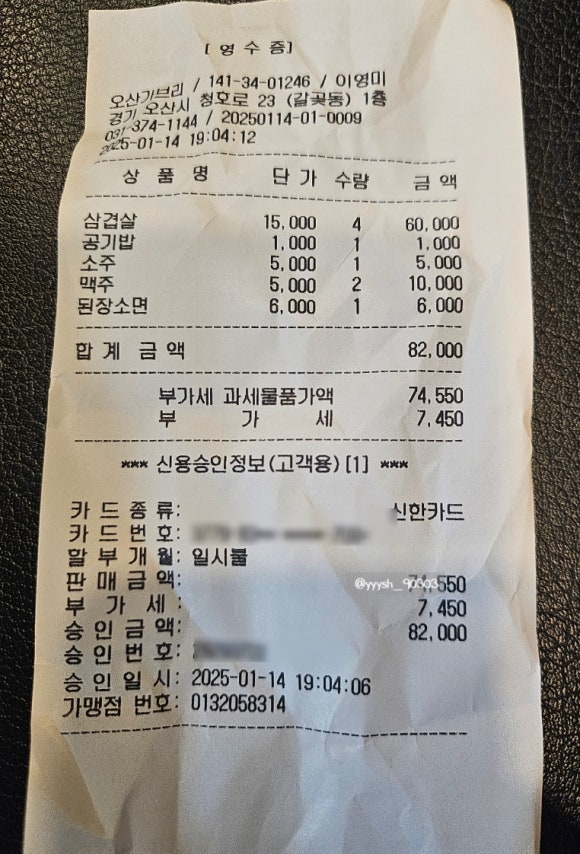 [ 영 수 증]
오산기브리 / 141-34-01246 / 이영미
경기 오산시 청호로 23 (갈곶동) 1층
031-374-1144 / 20250114-01-0009
2025-01-14 19:04:12
상 품 명 단 가 수량 금 액
삼겹살 15,000 4 60,000
공기밥 1,000 1 1,000
소주 5,000 1 5,000
맥주 5,000 2 10,000
된장소면 6,000 1 6,000
합 계 금 액 82,000
부가세 과세물품가액 74,550
부 가 세 7,450
*** 신용승인정보(고객용)[1] ***
카 드 종 류: 신한카드
카 드 번 호:
할 부 개 월: 일시불
판 매 금 액: 74,550
@yyysh__90303
부 가 세 : 7,450
승 인 금 액: 82,000
승 인 번 호:
승 인 일 시: 2025-01-14 19:04:06
가맹점 번호: 0132058314